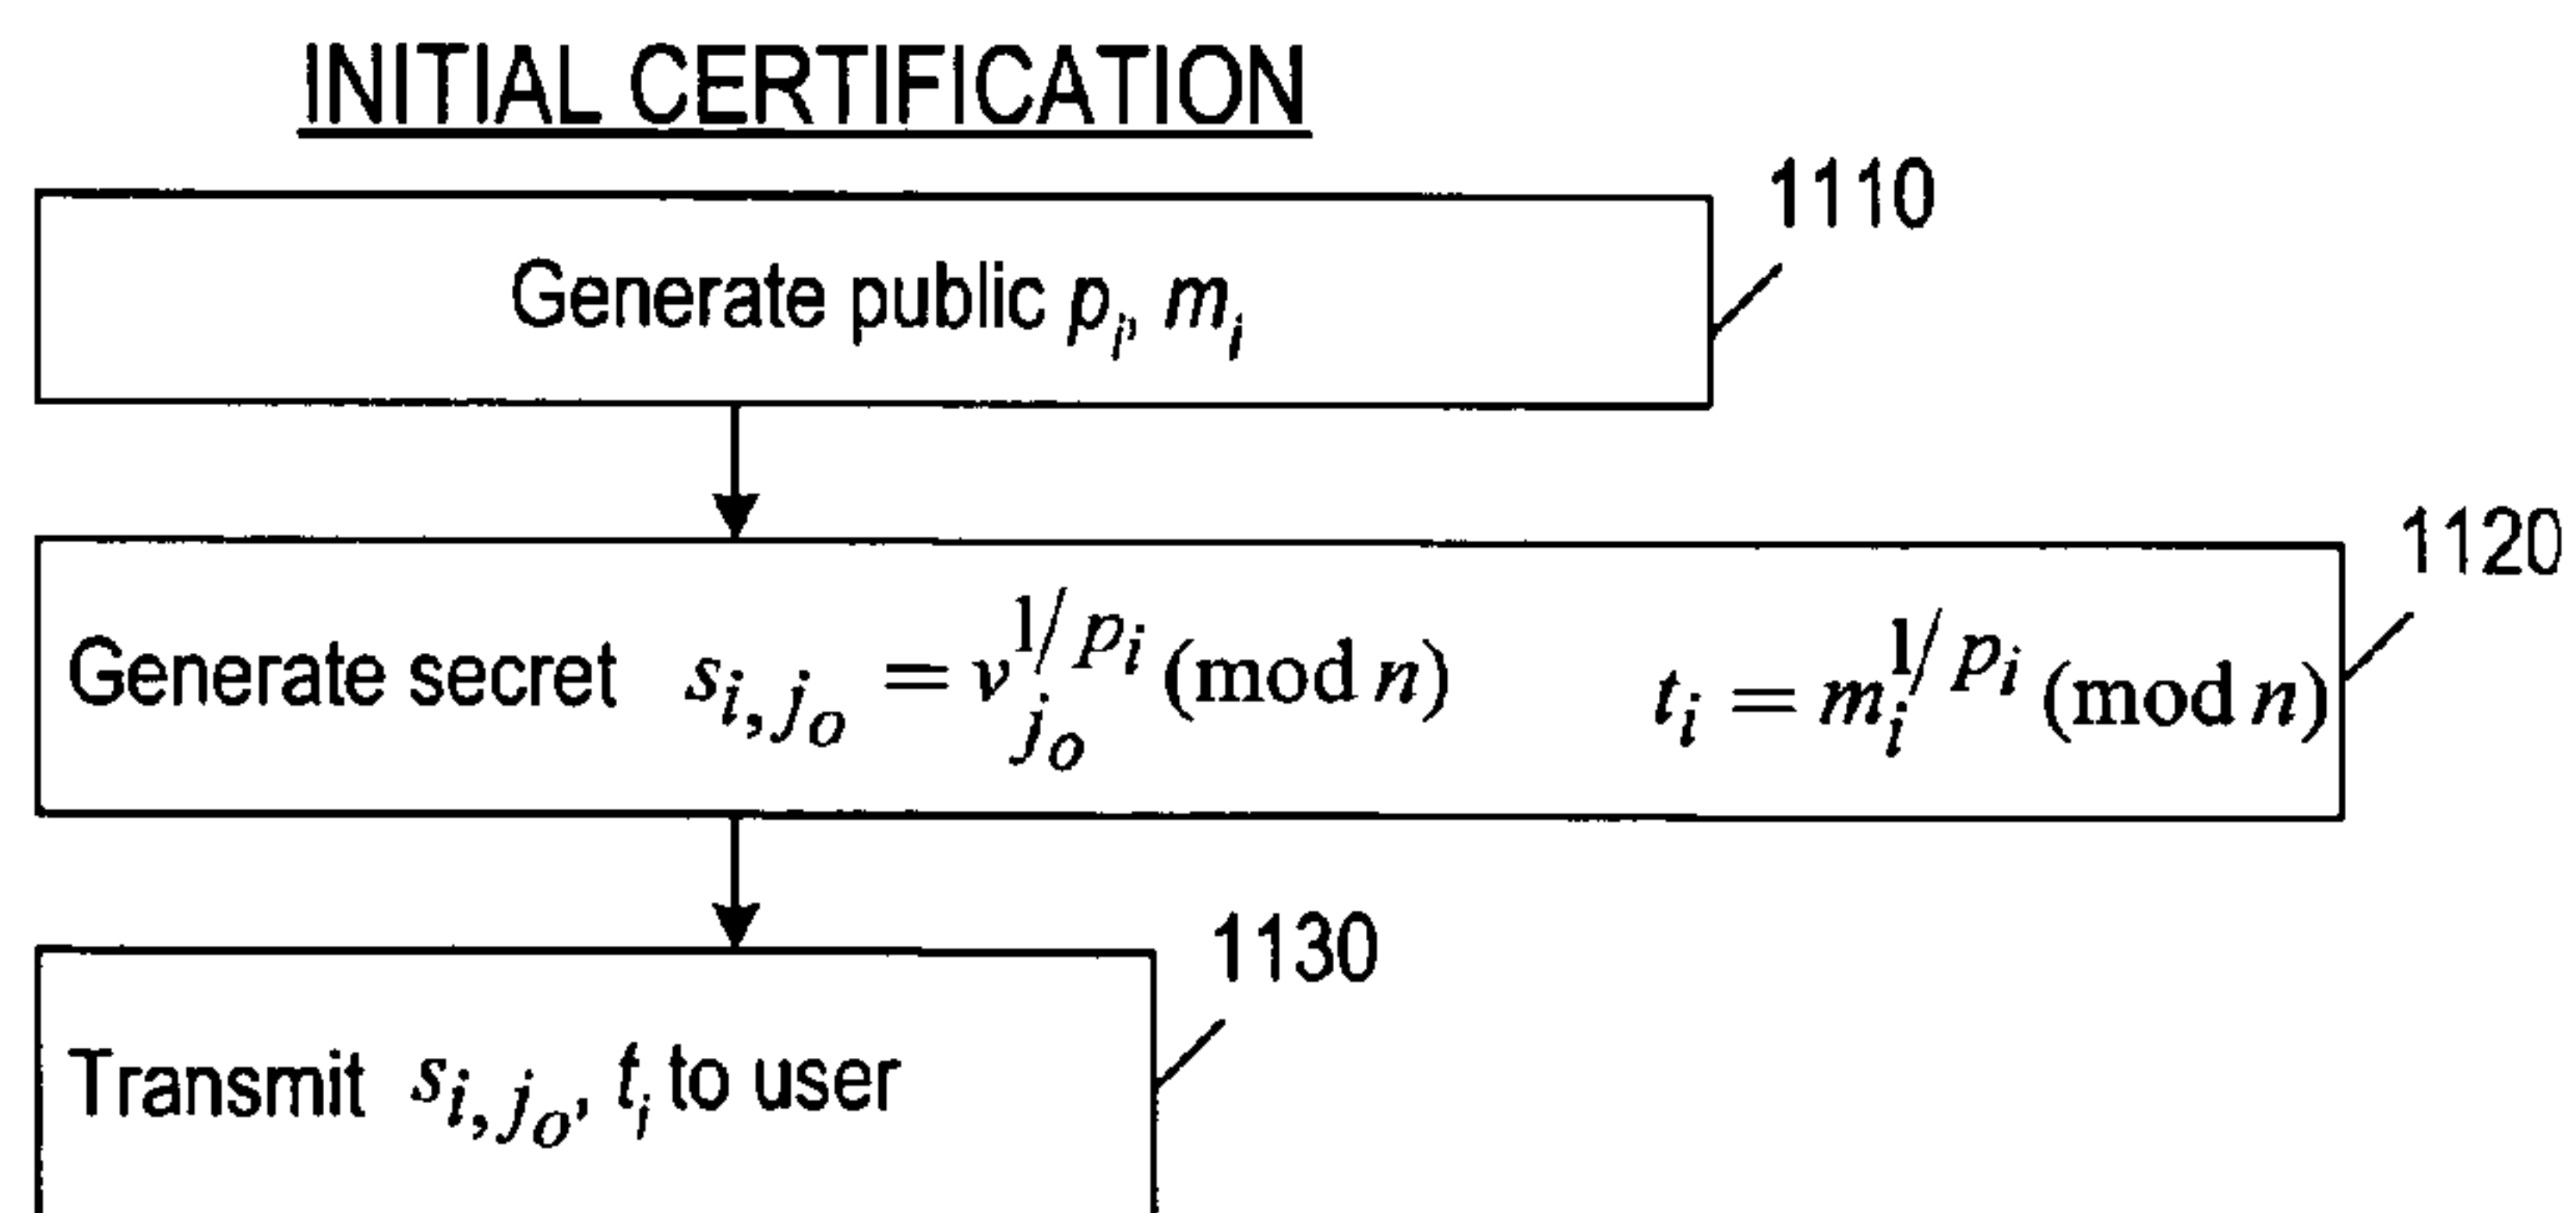 INITIAL CERTIFICATION
1110
Generate public p_i, m_i
1120
Generate secret s_{i,j_o} = v_{j_o}^{1/p_i} (mod n) t_i = m_i^{1/p_i} (mod n)
1130
Transmit s_{i,j_o}, t_i to user